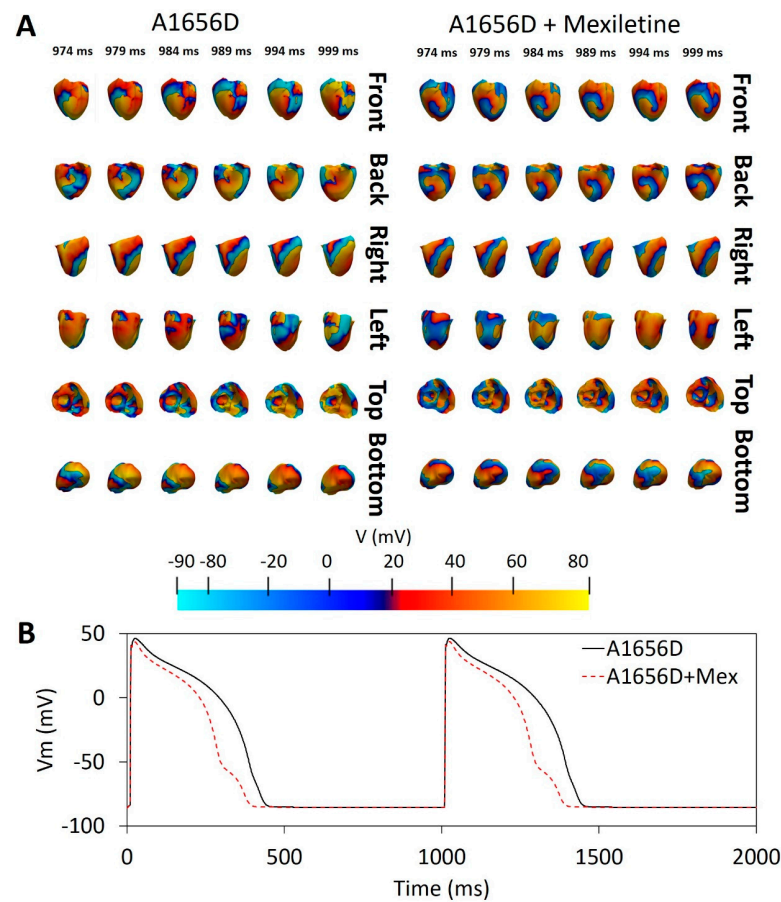 A
A1656D
A1656D + Mexiletine
974 ms 979 ms 984 ms 989 ms 994 ms 999 ms
974 ms 979 ms 984 ms 989 ms 994 ms 999 ms
Front
Front
Back
Back
Right
Right
Left
Left
Top
Top
Bottom
Bottom
V (mV)
-90 -80 -20 0 20 40 60 80
B
50
0
-50
-100
Vm (mV)
A1656D
A1656D+Mex
0 500 1000 1500 2000
Time (ms)